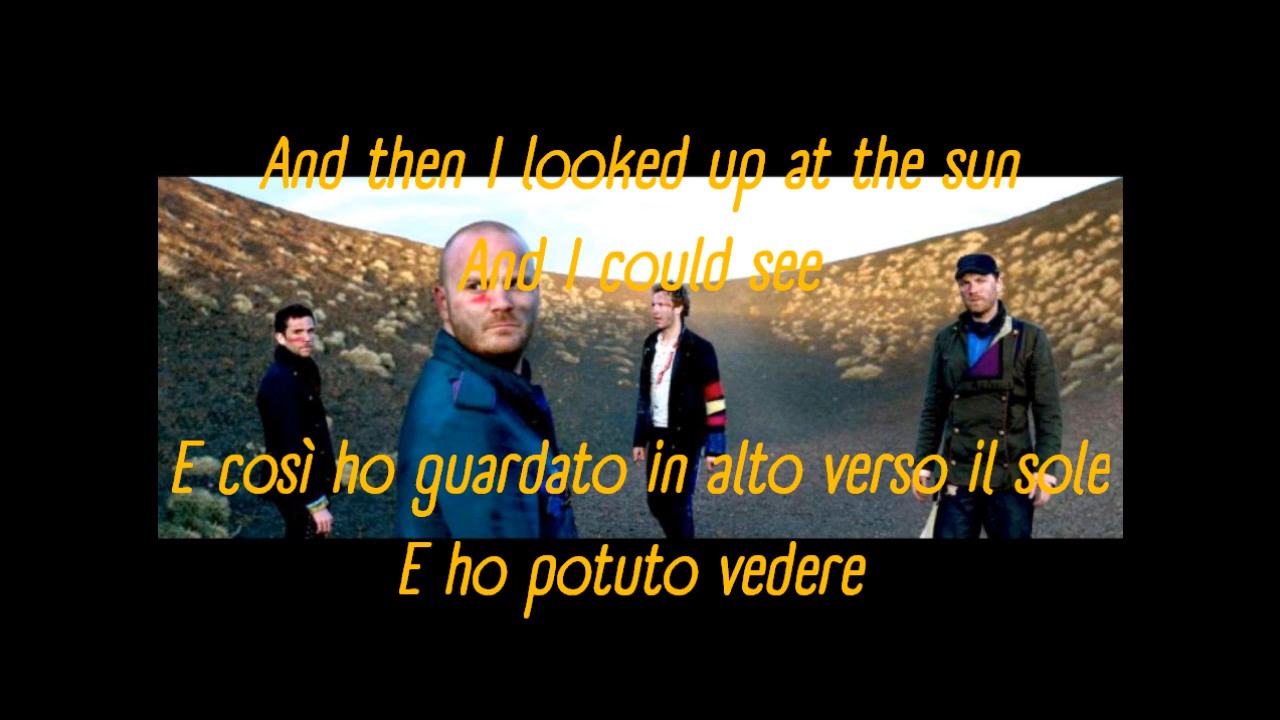 And then I looked up at the sun
And I could see
E così ho guardato in alto verso il sole
E ho potuto vedere